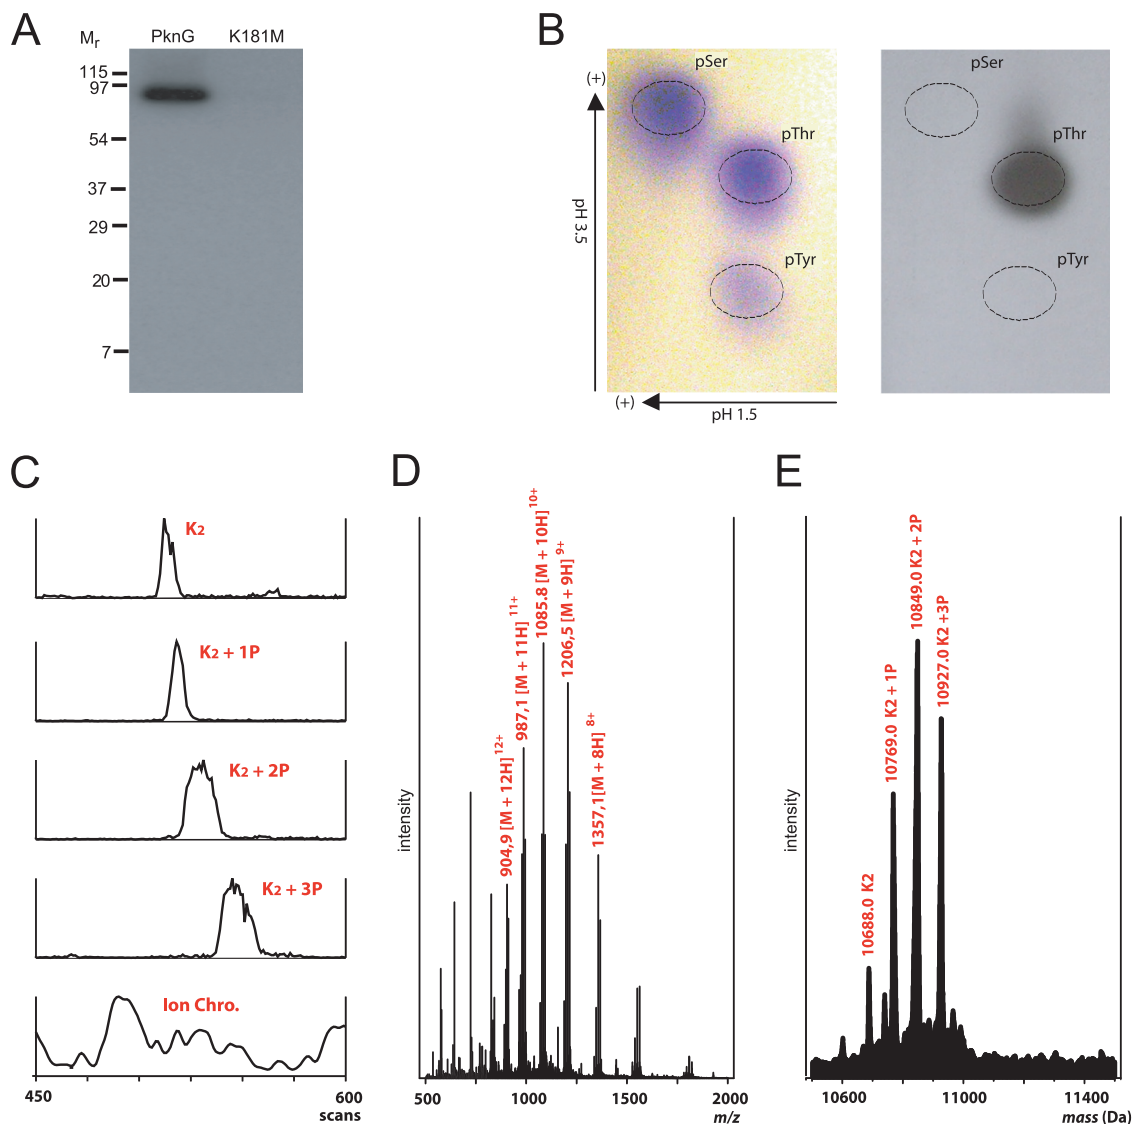 A
Mr
PknG
K181M
115
97
54
37
29
20
7
B
(+)
pH 3.5
pSer
pThr
pTyr
(+)
pH 1.5
pSer
pThr
pTyr
C
K2
K2 + 1P
K2 + 2P
K2 + 3P
Ion Chro.
450
600
scans
D
intensity
904,9 [M + 12H]12+
987,1 [M + 11H]11+
1085.8 [M + 10H]10+
1206,5 [M + 9H]9+
1357,1[M + 8H]8+
500
1000
1500
2000
m/z
E
intensity
10688.0 K2
10769.0 K2 + 1P
10849.0 K2 + 2P
10927.0 K2 +3P
10600
11000
11400
mass (Da)